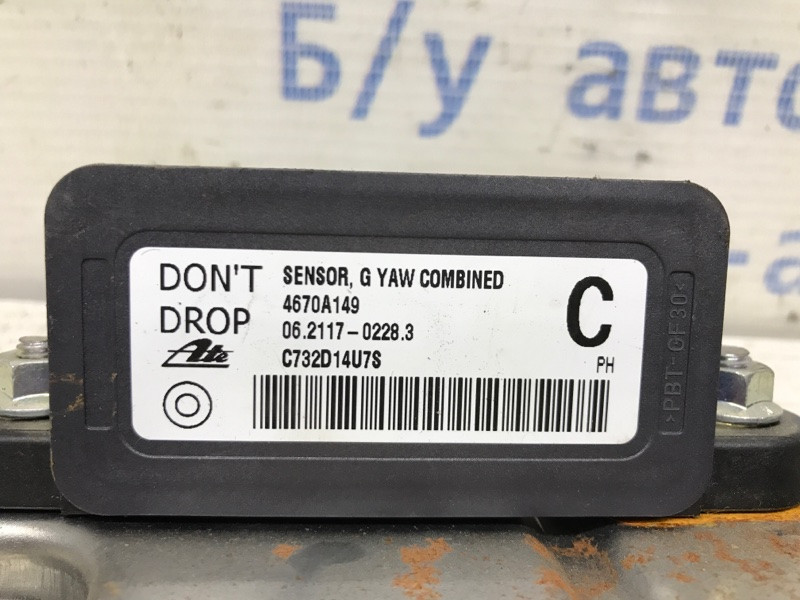 Б/у авто
DON'T
DROP
SENSOR, G YAW COMBINED
4670A149
06.2117-0228.3
C732D14U7S
Ate
C
PH
>PBT-GF30<